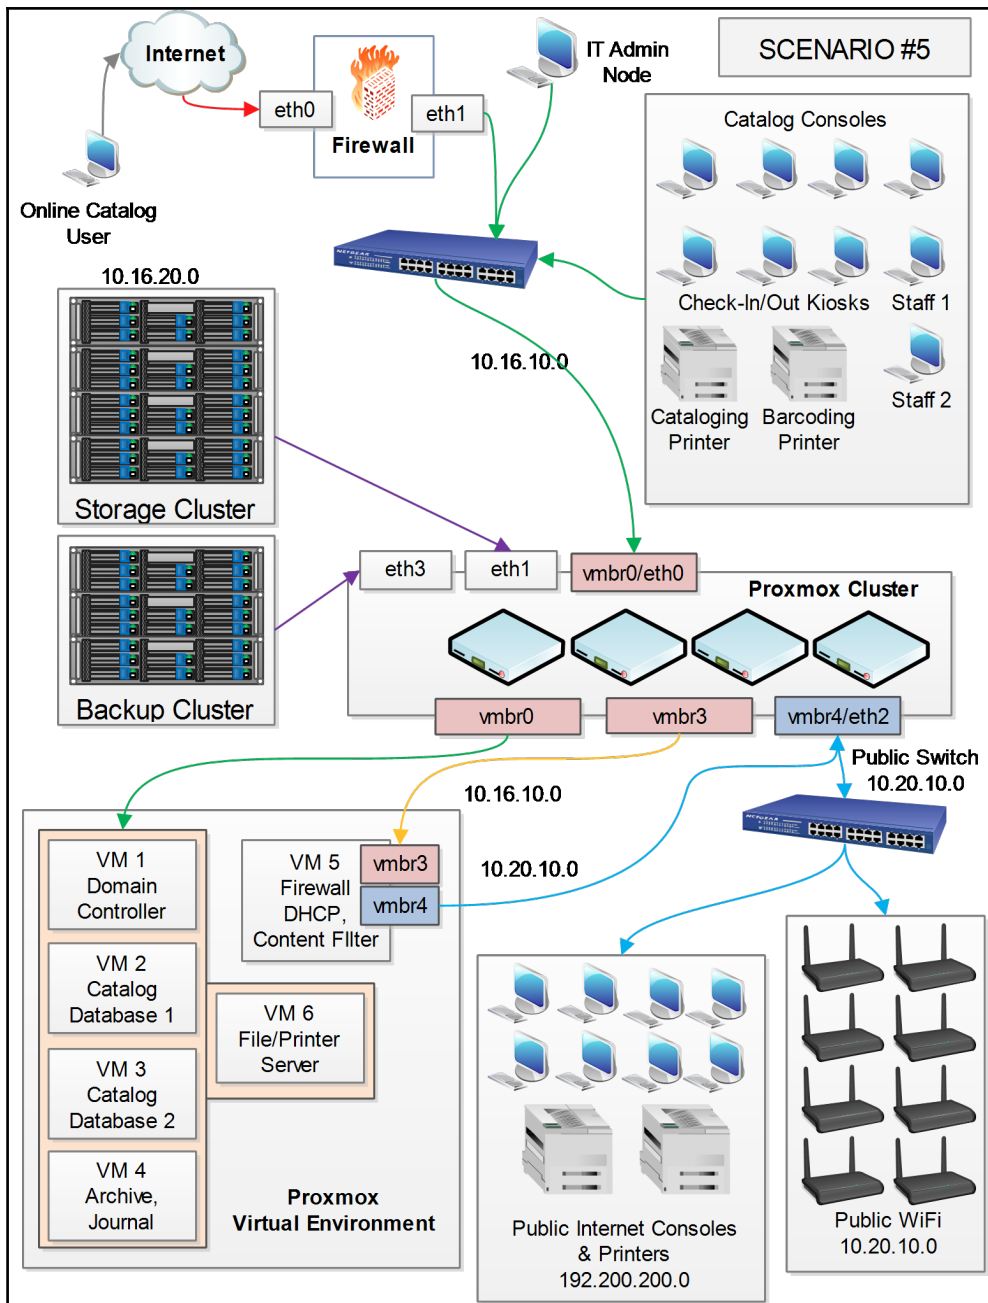 SCENARIO #5
Internet
IT Admin
Node
eth0
eth1
Firewall
Catalog Consoles
Online Catalog
User
NETGEAR
10.16.20.0
Check-In/Out Kiosks
Staff 1
10.16.10.0
Cataloging
Printer
Barcoding
Printer
Staff 2
Storage Cluster
eth3
eth1
vmbr0/eth0
Proxmox Cluster
Backup Cluster
vmbr0
vmbr3
vmbr4/eth2
Public Switch
10.20.10.0
10.16.10.0
NETGEAR
VM 1
Domain
Controller
VM 5
Firewall
DHCP,
Content FIlter
vmbr3
vmbr4
10.20.10.0
VM 2
Catalog
Database 1
VM 6
File/Printer
Server
VM 3
Catalog
Database 2
VM 4
Archive,
Journal
Proxmox
Virtual Environment
Public Internet Consoles
& Printers
192.200.200.0
Public WiFi
10.20.10.0